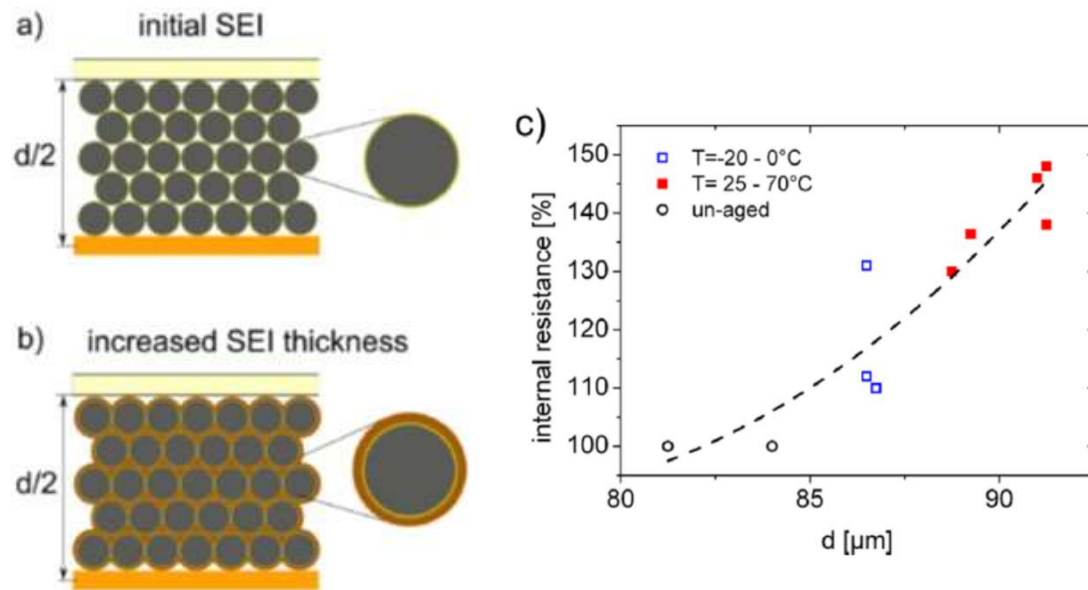 a)
initial SEI
d/2
b)
increased SEI thickness
d/2
c)
T=-20 - 0°C
T= 25 - 70°C
un-aged
internal resistance [%]
150
140
130
120
110
100
80
85
90
d [µm]